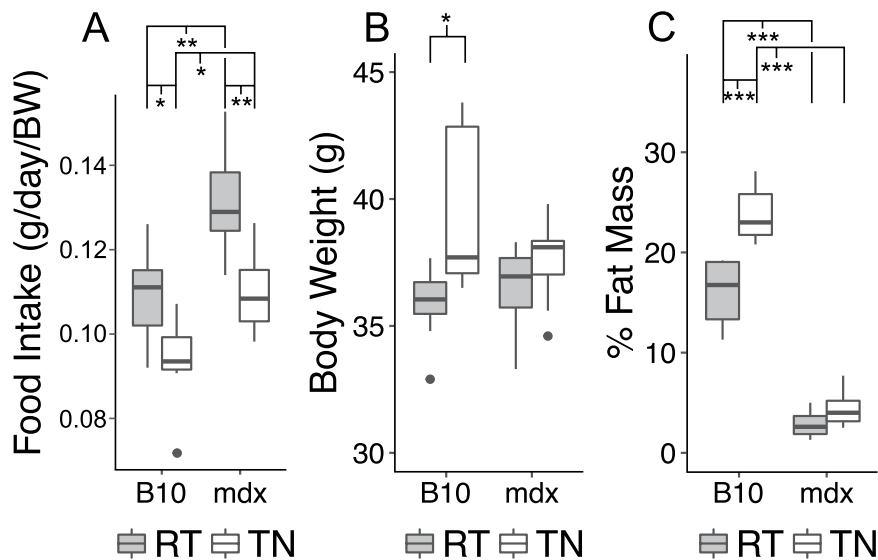 A
**
*
*
**
Food Intake (g/day/BW)
0.14
0.12
0.10
0.08
B10 mdx
RT TN
B
*
Body Weight (g)
45
40
35
30
B10 mdx
RT TN
C
***
***
***
% Fat Mass
30
20
10
0
B10 mdx
RT TN